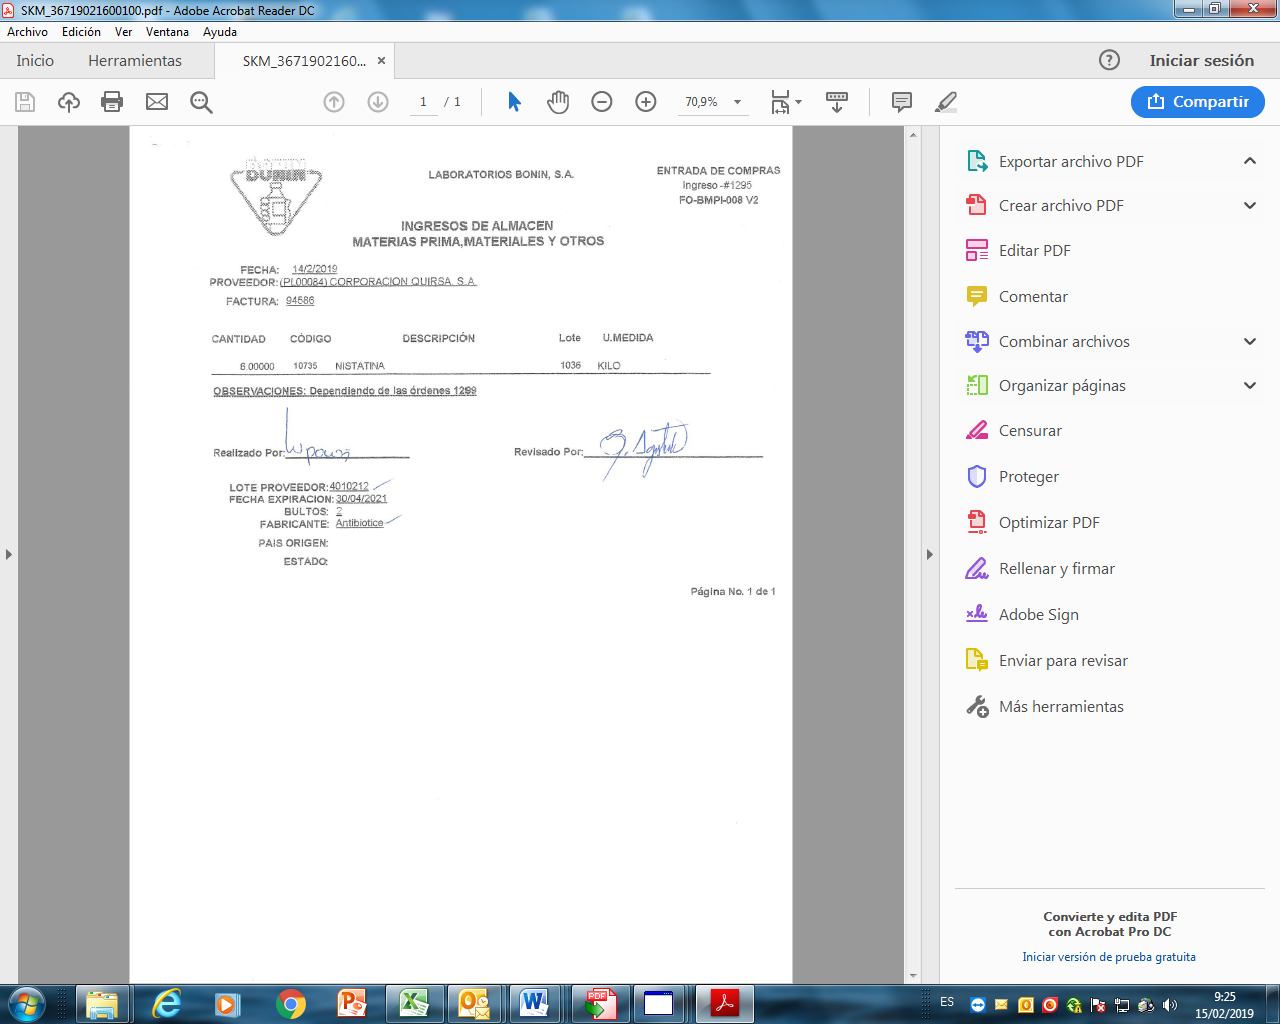 SKM_36719021600100.pdf - Adobe Acrobat Reader DC
Archivo Edición Ver Ventana Ayuda
Inicio Herramientas SKM_3671902160... × Iniciar sesión
1 / 1 70,9% Compartir
BONIN
LABORATORIOS BONIN, S.A.
ENTRADA DE COMPRAS
Ingreso -#1295
FO-BMPI-008 V2
INGRESOS DE ALMACEN
MATERIAS PRIMA,MATERIALES Y OTROS
FECHA: 14/2/2019
PROVEEDOR: (PL00084) CORPORACION QUIRSA, S.A.
FACTURA: 94586
CANTIDAD CÓDIGO DESCRIPCIÓN Lote U.MEDIDA
6.00000 10735 NISTATINA 1036 KILO
OBSERVACIONES: Dependiendo de las órdenes 1299
Realizado Por:
Revisado Por:
LOTE PROVEEDOR: 4010212
FECHA EXPIRACION: 30/04/2021
BULTOS: 2
FABRICANTE: Antibiotice
PAIS ORIGEN:
ESTADO:
Página No. 1 de 1
Exportar archivo PDF
Crear archivo PDF
Editar PDF
Comentar
Combinar archivos
Organizar páginas
Censurar
Proteger
Optimizar PDF
Rellenar y firmar
Adobe Sign
Enviar para revisar
Más herramientas
Convierte y edita PDF
con Acrobat Pro DC
Iniciar versión de prueba gratuita
ES 9:25
15/02/2019